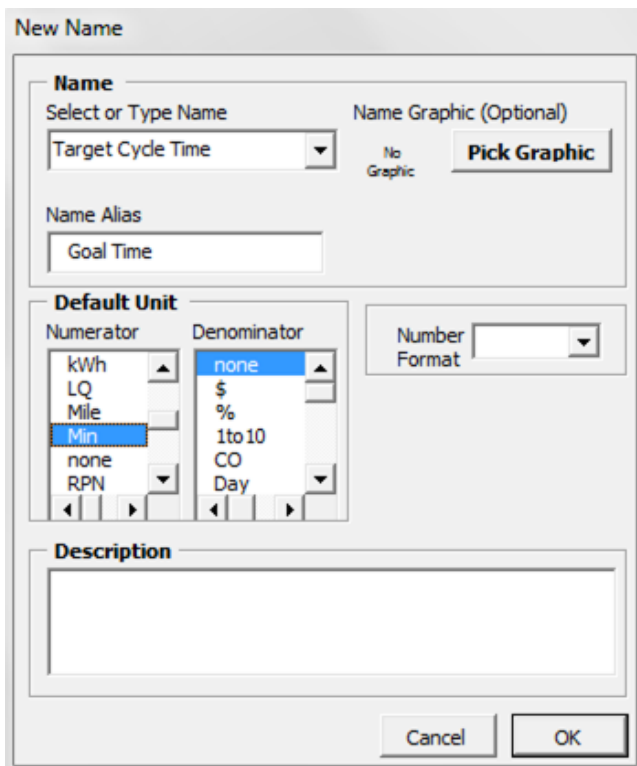 New Name
Name
Select or Type Name
Name Graphic (Optional)
Target Cycle Time
No
Graphic
Pick Graphic
Name Alias
Goal Time
Default Unit
Numerator
Denominator
kWh
LQ
Mile
Min
none
RPN
none
$
%
1to10
CO
Day
Number
Format
Description
Cancel
OK